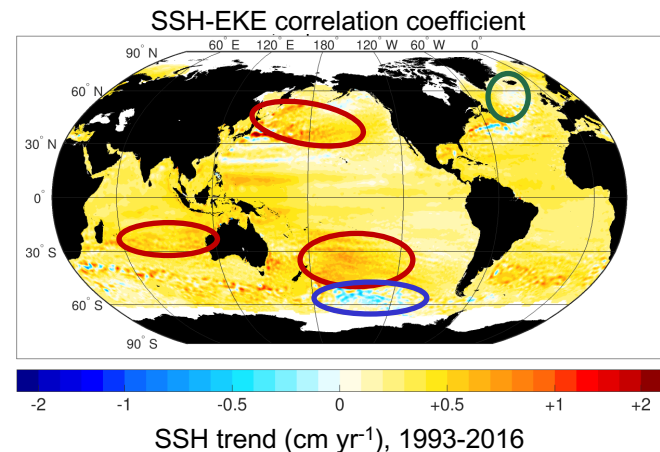 SSH-EKE correlation coefficient
60° E 120° E 180° 120° W 60° W 0°
90° N
60° N
30° N
0°
30° S
60° S
90° S
-2 -1 -0.5 0 +0.5 +1 +2
SSH trend (cm yr-1), 1993-2016